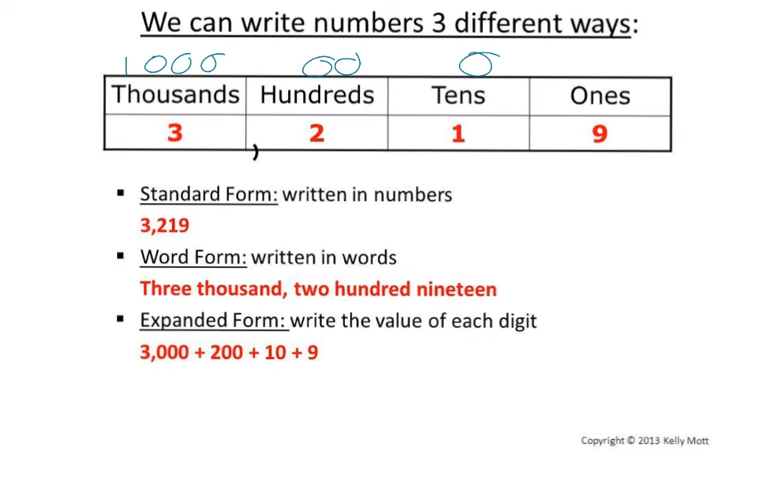 We can write numbers 3 different ways:
1000 00 0
Thousands Hundreds Tens Ones
3 , 2 1 9
▪ Standard Form: written in numbers
3,219
▪ Word Form: written in words
Three thousand, two hundred nineteen
▪ Expanded Form: write the value of each digit
3,000 + 200 + 10 + 9
Copyright © 2013 Kelly Mott